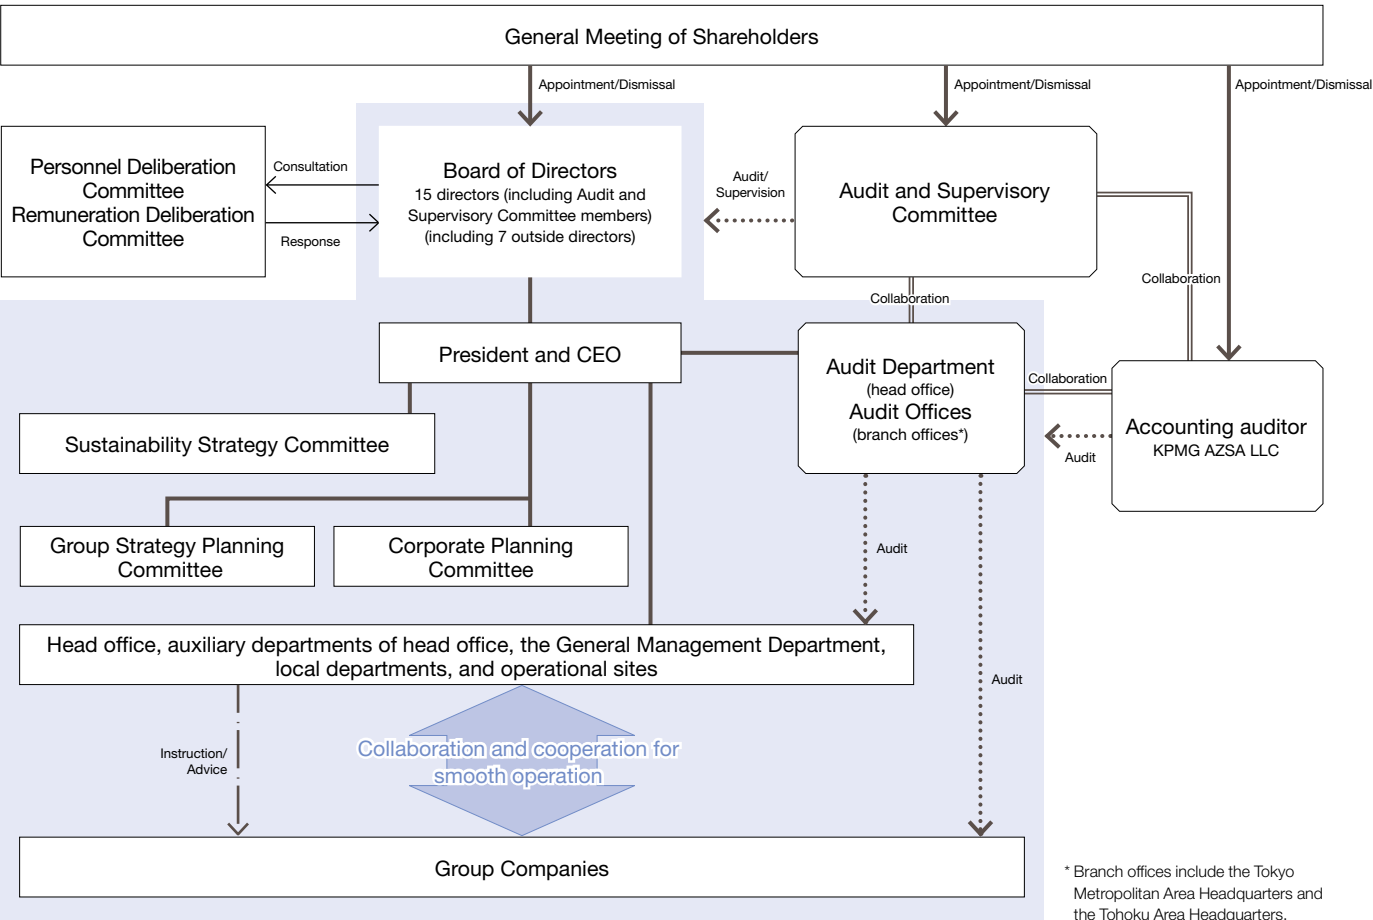 General Meeting of Shareholders
Appointment/Dismissal
Appointment/Dismissal
Appointment/Dismissal
Personnel Deliberation
Committee
Remuneration Deliberation
Committee
Consultation
Response
Board of Directors
15 directors (including Audit and
Supervisory Committee members)
(including 7 outside directors)
Audit/
Supervision
Audit and Supervisory
Committee
Collaboration
Collaboration
President and CEO
Audit Department
(head office)
Audit Offices
(branch offices*)
Collaboration
Audit
Accounting auditor
KPMG AZSA LLC
Sustainability Strategy Committee
Group Strategy Planning
Committee
Corporate Planning
Committee
Audit
Audit
Head office, auxiliary departments of head office, the General Management Department,
local departments, and operational sites
Instruction/
Advice
Collaboration and cooperation for
smooth operation
Group Companies
* Branch offices include the Tokyo
Metropolitan Area Headquarters and
the Tohoku Area Headquarters.